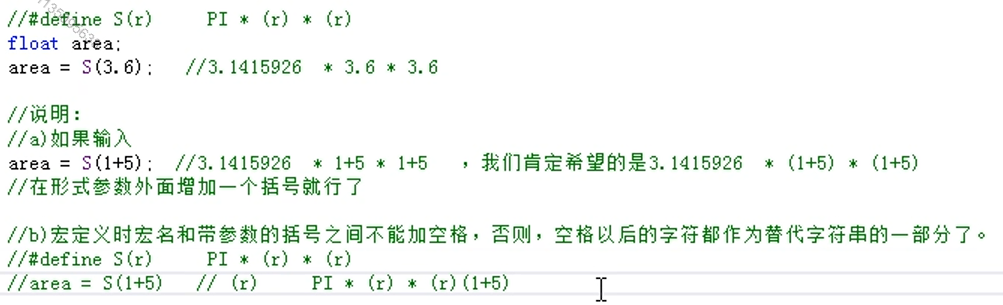 //#define S(r)     PI * (r) * (r)
float area;
area = S(3.6);   //3.1415926  * 3.6 * 3.6
//说明:
//a)如果输入
area = S(1+5);  //3.1415926  * 1+5 * 1+5   ，我们肯定希望的是3.1415926  * (1+5) * (1+5)
//在形式参数外面增加一个括号就行了
//b)宏定义时宏名和带参数的括号之间不能加空格，否则，空格以后的字符都作为替代字符串的一部分了。
//#define S(r)     PI * (r) * (r)
//area = S(1+5)   // (r)     PI * (r) * (r)(1+5)